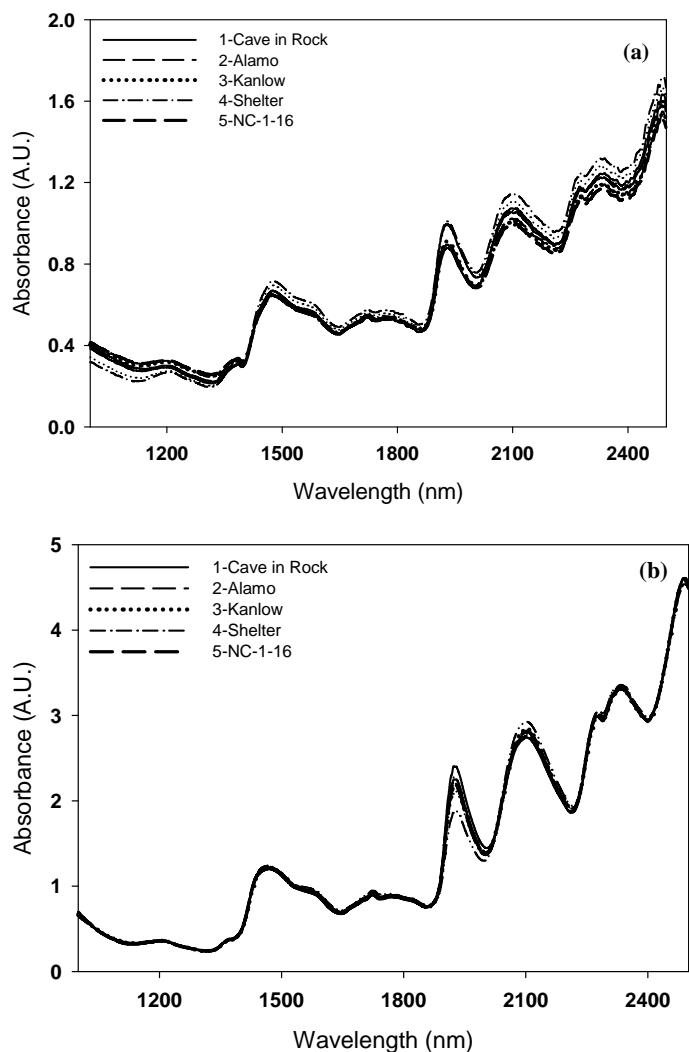 2.0
1.6
1.2
0.8
0.4
0.0
Absorbance (A.U.)
1-Cave in Rock
2-Alamo
3-Kanlow
4-Shelter
5-NC-1-16
(a)
1200 1500 1800 2100 2400
Wavelength (nm)
5
4
3
2
1
0
Absorbance (A.U.)
1-Cave in Rock
2-Alamo
3-Kanlow
4-Shelter
5-NC-1-16
(b)
1200 1500 1800 2100 2400
Wavelength (nm)